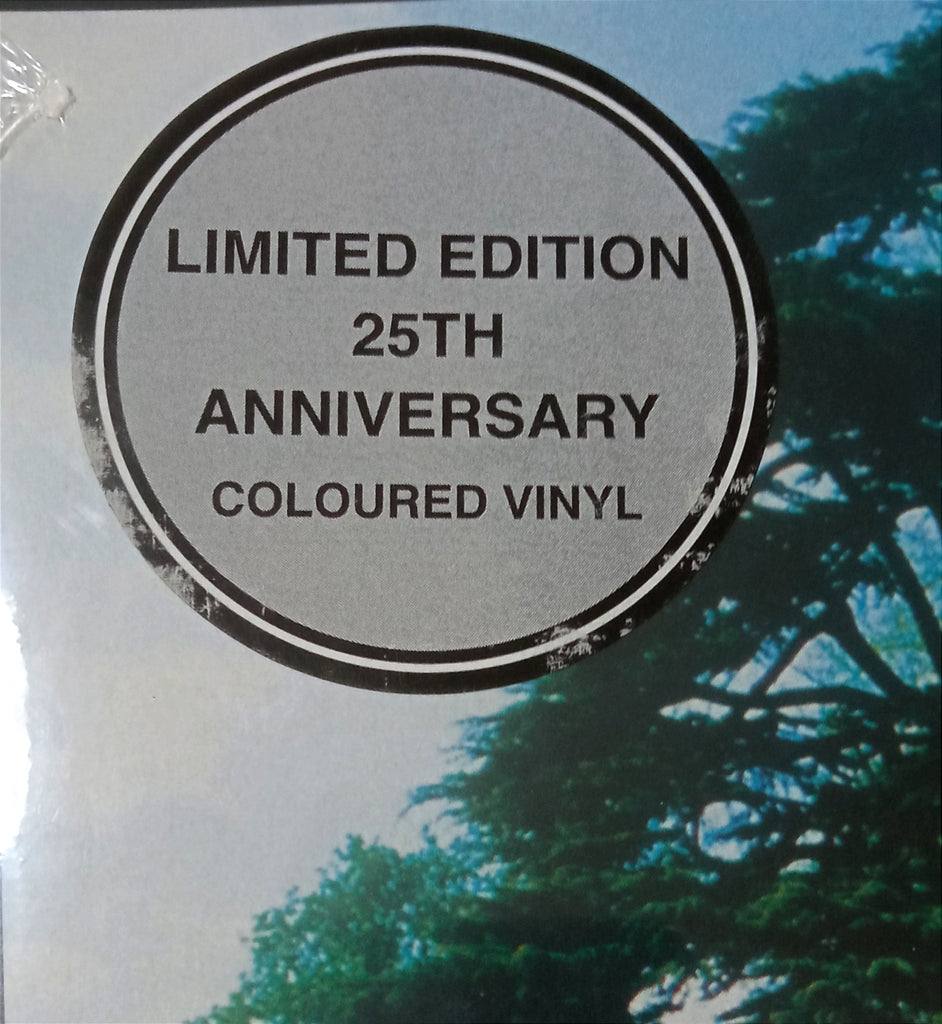 LIMITED EDITION
25TH
ANNIVERSARY
COLOURED VINYL